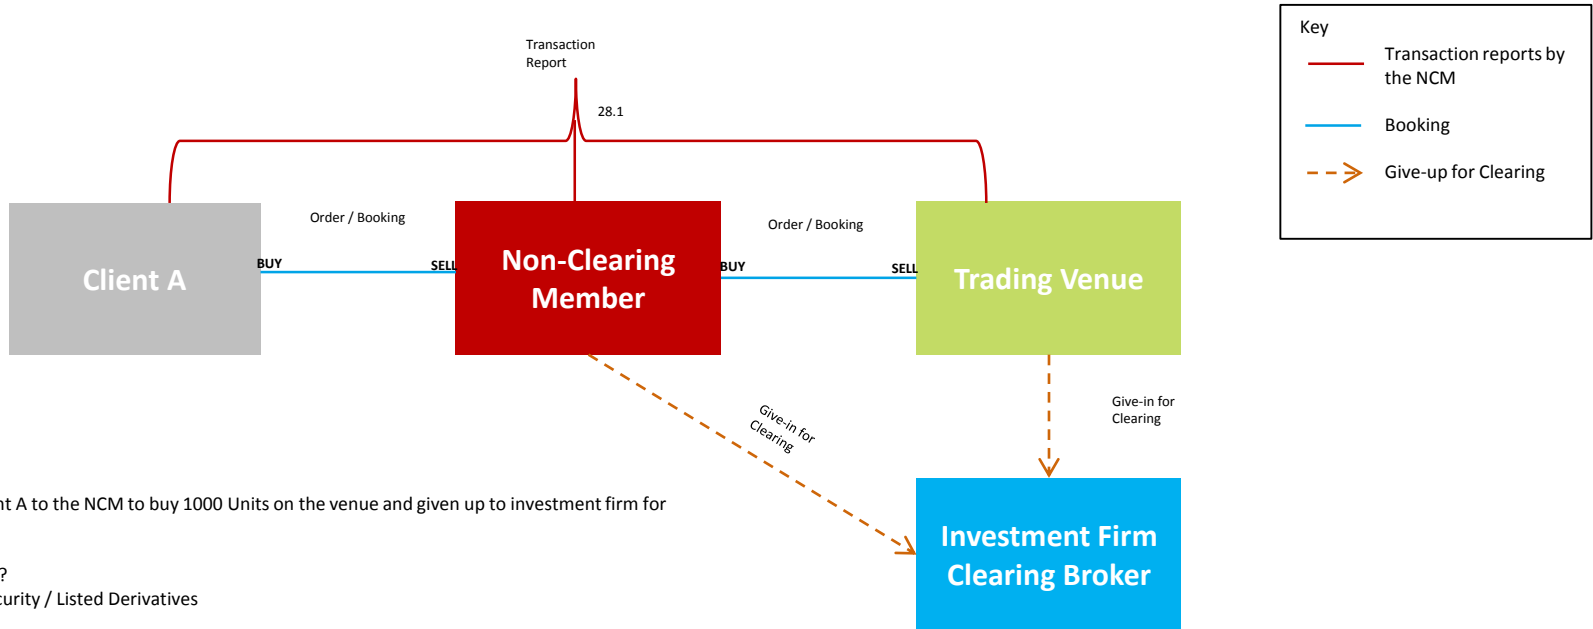 Transaction
Report
28.1
Key
Transaction reports by
the NCM
Booking
Give-up for Clearing
Client A
BUY
Order / Booking
SELL
Non-Clearing
Member
BUY
Order / Booking
SELL
Trading Venue
Give-in for
Clearing
Give-in for
Clearing
Investment Firm
Clearing Broker
A to the NCM to buy 1000 Units on the venue and given up to investment firm for
?
/ Listed Derivatives